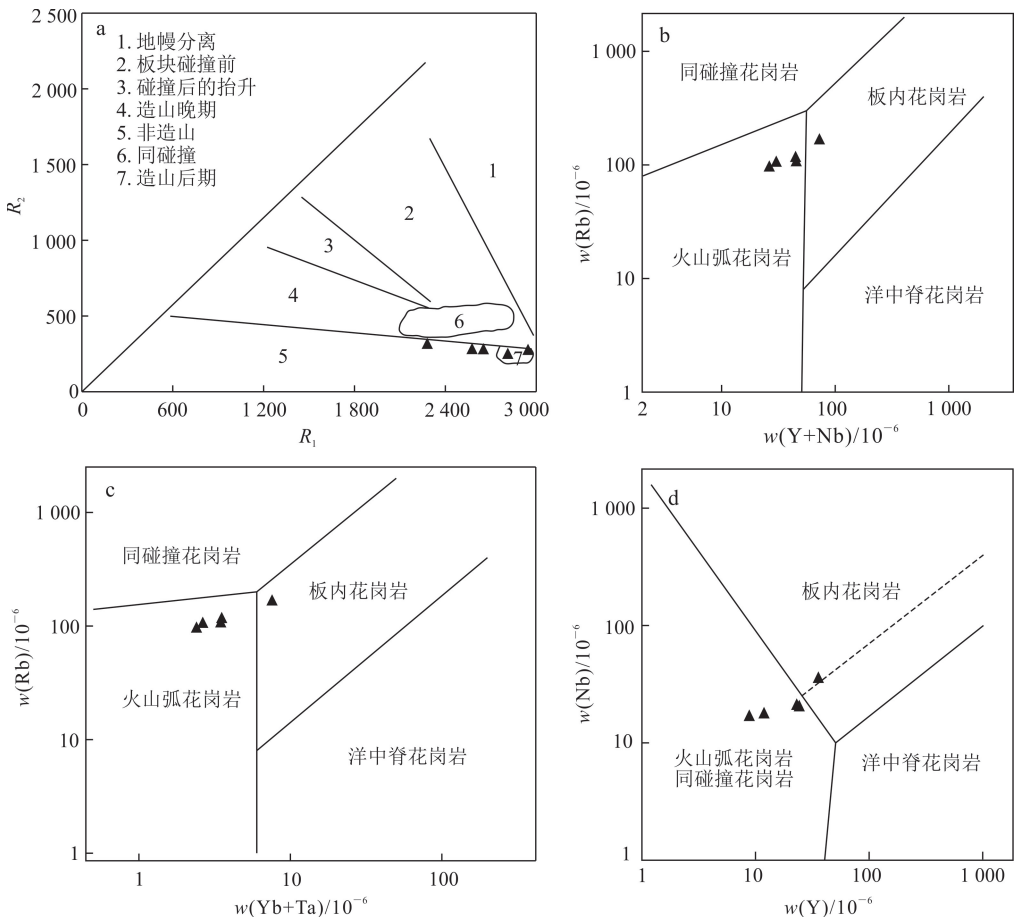 a
2 500
2 000
1 500
1 000
500
0
R₂
1. 地幔分离
2. 板块碰撞前
3. 碰撞后的抬升
4. 造山晚期
5. 非造山
6. 同碰撞
7. 造山后期
1
2
3
4
5
6
7
0
600
1 200
1 800
2 400
3 000
R₁
b
1 000
100
10
1
w(Rb)/10⁻⁶
同碰撞花岗岩
板内花岗岩
火山弧花岗岩
洋中脊花岗岩
2
10
100
1 000
w(Y+Nb)/10⁻⁶
c
1 000
100
10
1
w(Rb)/10⁻⁶
同碰撞花岗岩
板内花岗岩
火山弧花岗岩
洋中脊花岗岩
1
10
100
w(Yb+Ta)/10⁻⁶
d
1 000
100
10
1
w(Nb)/10⁻⁶
板内花岗岩
火山弧花岗岩
同碰撞花岗岩
洋中脊花岗岩
1
10
100
1 000
w(Y)/10⁻⁶